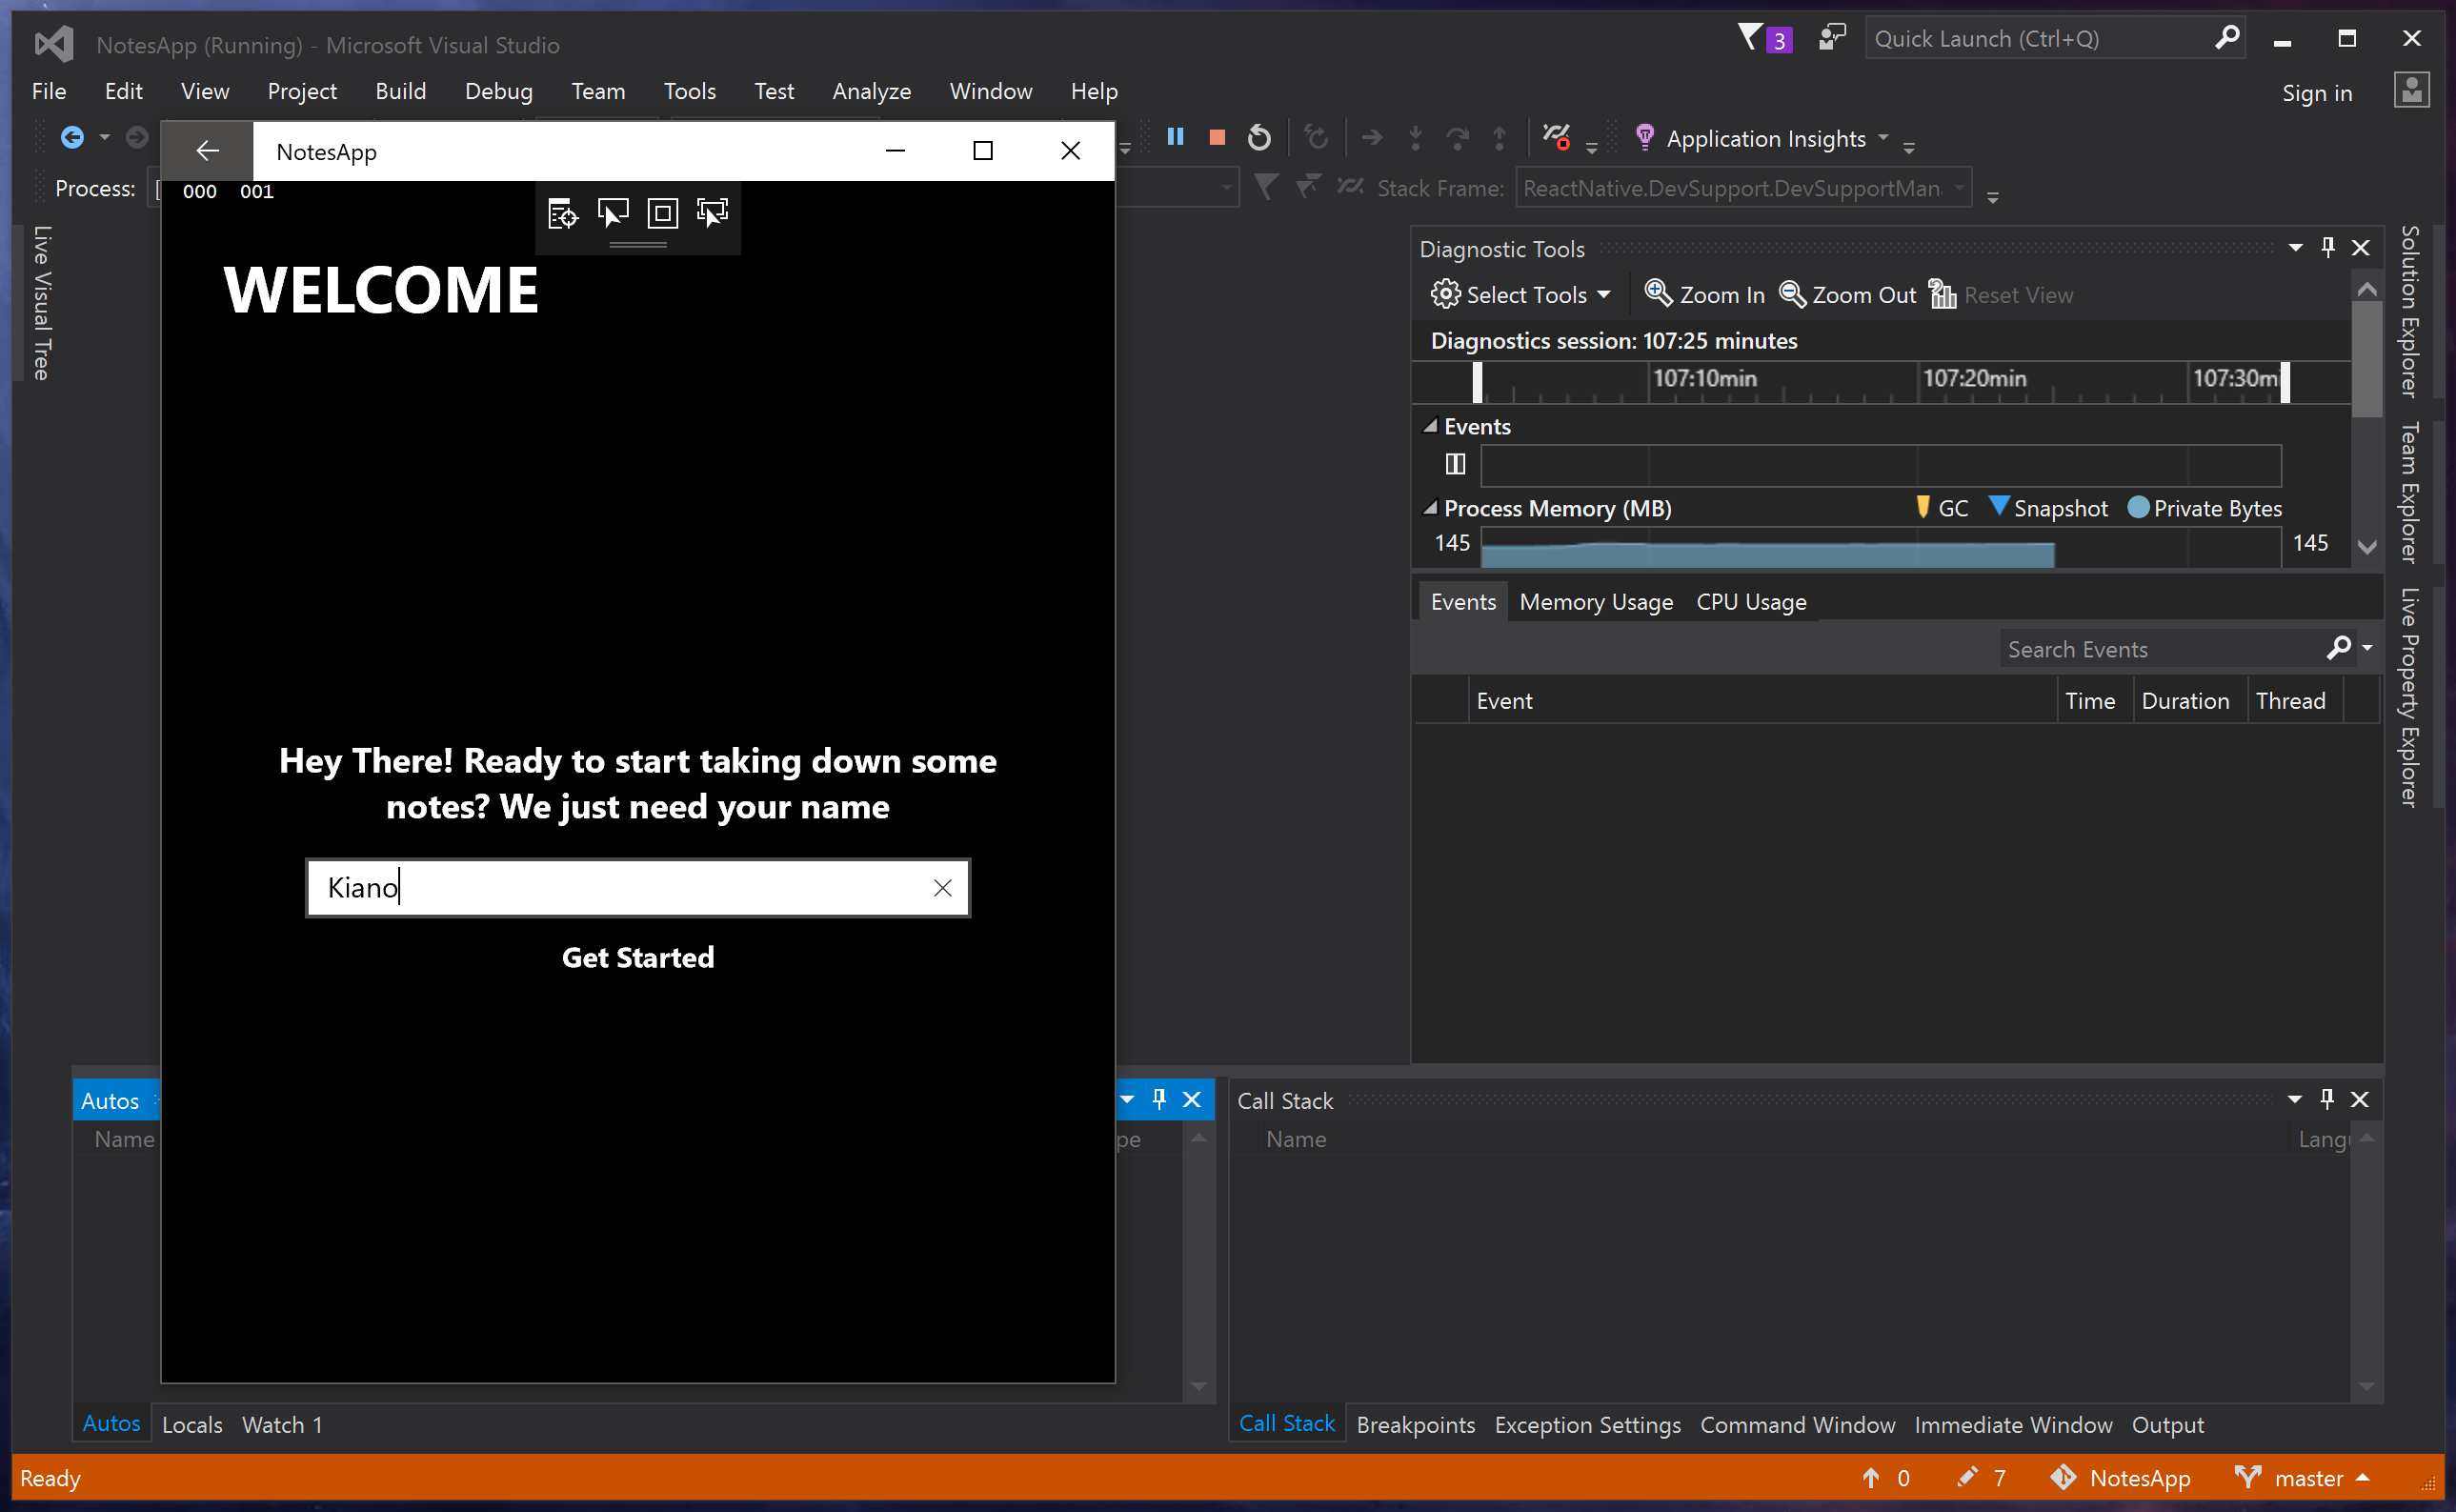 NotesApp (Running) - Microsoft Visual Studio
3
Quick Launch (Ctrl+Q)
File Edit View Project Build Debug Team Tools Test Analyze Window Help
Sign in
Application Insights
Process: [
Stack Frame: ReactNative.DevSupport.DevSupportMan
NotesApp
000 001
WELCOME
Hey There! Ready to start taking down some
notes? We just need your name
Kiano
Get Started
Live Visual Tree
Diagnostic Tools
Select Tools Zoom In Zoom Out Reset View
Diagnostics session: 107:25 minutes
107:10min 107:20min 107:30mi
Events
Process Memory (MB) GC Snapshot Private Bytes
145 145
Events Memory Usage CPU Usage
Search Events
Event Time Duration Thread
Solution Explorer
Team Explorer
Live Property Explorer
Autos
Name pe
Autos Locals Watch 1
Call Stack
Name Langu
Call Stack Breakpoints Exception Settings Command Window Immediate Window Output
Ready 0 7 NotesApp master